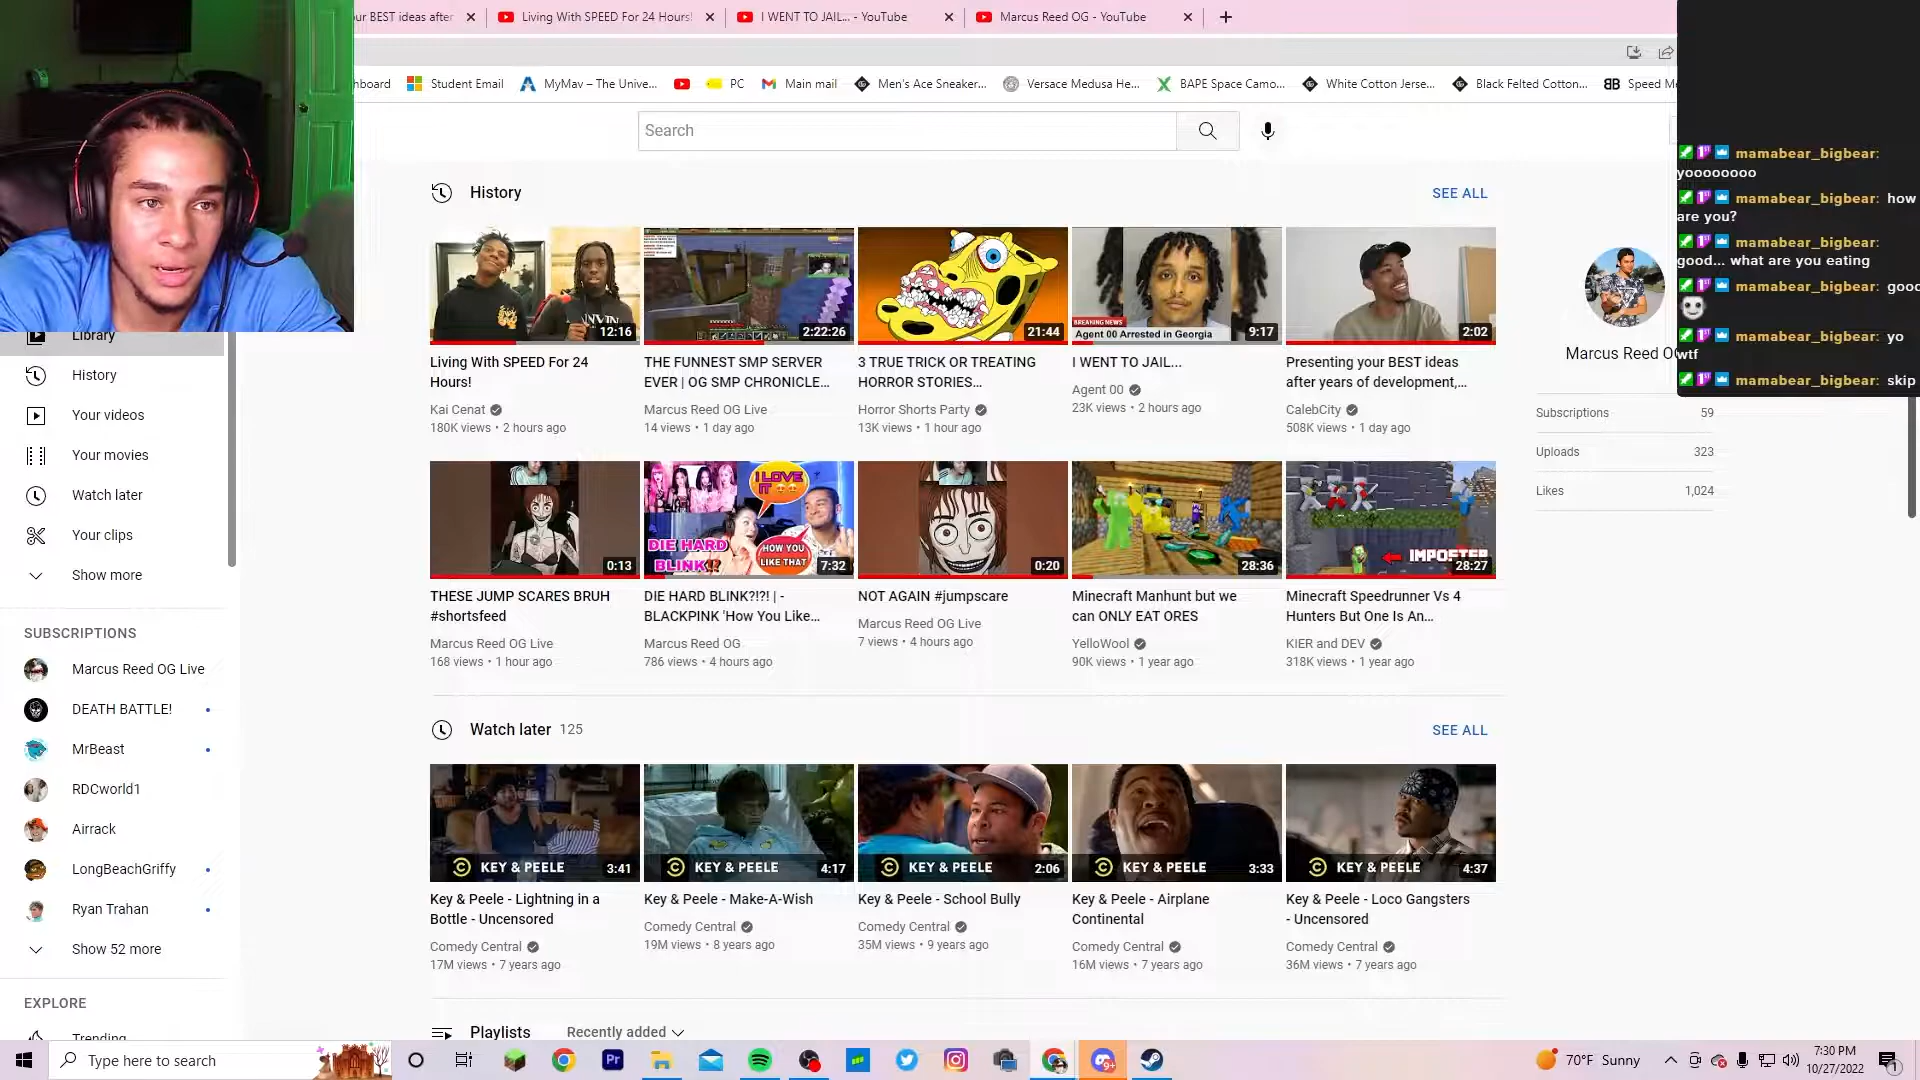 ur BEST ideas after
Living With SPEED For 24 Hours!
I WENT TO JAIL... - YouTube
Marcus Reed OG - YouTube
hboard
Student Email
MyMav – The Unive...
PC
Main mail
Men's Ace Sneaker...
Versace Medusa He...
BAPE Space Camo...
White Cotton Jerse...
Black Felted Cotton...
Speed M
Search
mamabear_bigbear:
yoooooooo
mamabear_bigbear: how
are you?
mamabear_bigbear:
good... what are you eating
mamabear_bigbear: good
mamabear_bigbear: yo
wtf
mamabear_bigbear: skip
History
SEE ALL
12:16
2:22:26
21:44
BREAKING NEWS
Agent 00 Arrested in Georgia
9:17
2:02
Living With SPEED For 24
Hours!
Kai Cenat
180K views • 2 hours ago
THE FUNNEST SMP SERVER
EVER | OG SMP CHRONICLE...
Marcus Reed OG Live
14 views • 1 day ago
3 TRUE TRICK OR TREATING
HORROR STORIES...
Horror Shorts Party
13K views • 1 hour ago
I WENT TO JAIL...
Agent 00
23K views • 2 hours ago
Presenting your BEST ideas
after years of development,...
CalebCity
508K views • 1 day ago
Marcus Reed O
Subscriptions
59
Uploads
323
Likes
1,024
Library
History
Your videos
Your movies
Watch later
Your clips
Show more
SUBSCRIPTIONS
Marcus Reed OG Live
DEATH BATTLE!
MrBeast
RDCworld1
Airrack
LongBeachGriffy
Ryan Trahan
Show 52 more
EXPLORE
Trending
0:13
I LOVE
IT
DIE HARD
BLINK!!
HOW YOU
LIKE THAT
7:32
0:20
28:36
IMPOSTER
28:27
THESE JUMP SCARES BRUH
#shortsfeed
Marcus Reed OG Live
168 views • 1 hour ago
DIE HARD BLINK?!?! | -
BLACKPINK 'How You Like...
Marcus Reed OG
786 views • 4 hours ago
NOT AGAIN #jumpscare
Marcus Reed OG Live
7 views • 4 hours ago
Minecraft Manhunt but we
can ONLY EAT ORES
YelloWool
90K views • 1 year ago
Minecraft Speedrunner Vs 4
Hunters But One Is An...
KIER and DEV
318K views • 1 year ago
Watch later 125
SEE ALL
KEY & PEELE
3:41
KEY & PEELE
4:17
KEY & PEELE
2:06
KEY & PEELE
3:33
KEY & PEELE
4:37
Key & Peele - Lightning in a
Bottle - Uncensored
Comedy Central
17M views • 7 years ago
Key & Peele - Make-A-Wish
Comedy Central
19M views • 8 years ago
Key & Peele - School Bully
Comedy Central
35M views • 9 years ago
Key & Peele - Airplane
Continental
Comedy Central
16M views • 7 years ago
Key & Peele - Loco Gangsters
- Uncensored
Comedy Central
36M views • 7 years ago
Playlists
Recently added
Type here to search
Pr
9+
70°F Sunny
7:30 PM
10/27/2022
1